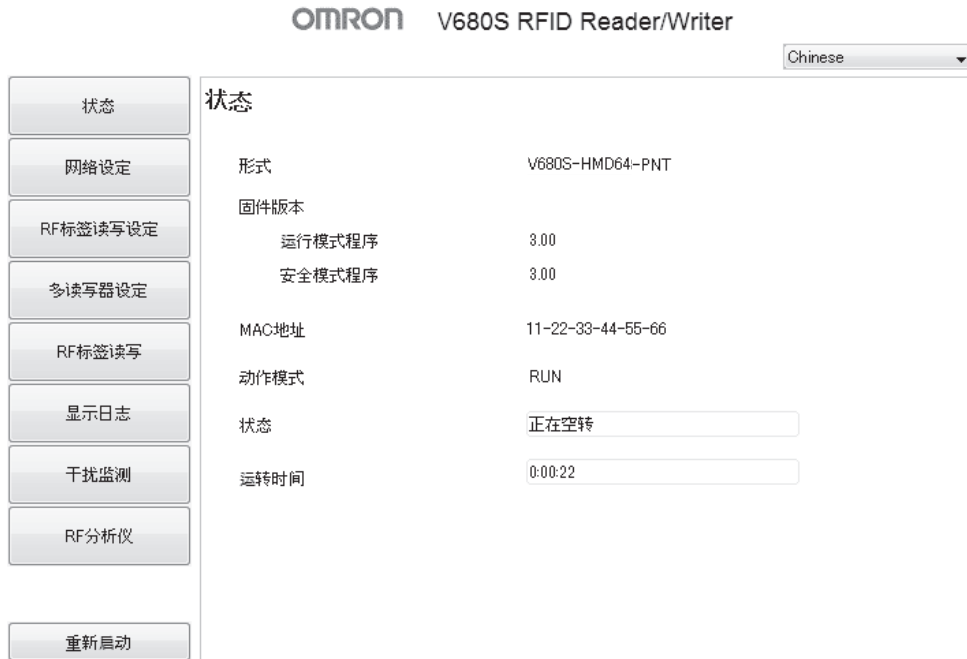 OMRON V680S RFID Reader/Writer
Chinese
状态
网络设定
RF标签读写设定
多读写器设定
RF标签读写
显示日志
干扰监测
RF分析仪
重新启动
状态
形式 V680S-HMD64-PNT
固件版本
运行模式程序 3.00
安全模式程序 3.00
MAC地址 11-22-33-44-55-66
动作模式 RUN
状态 正在空转
运转时间 0:00:22